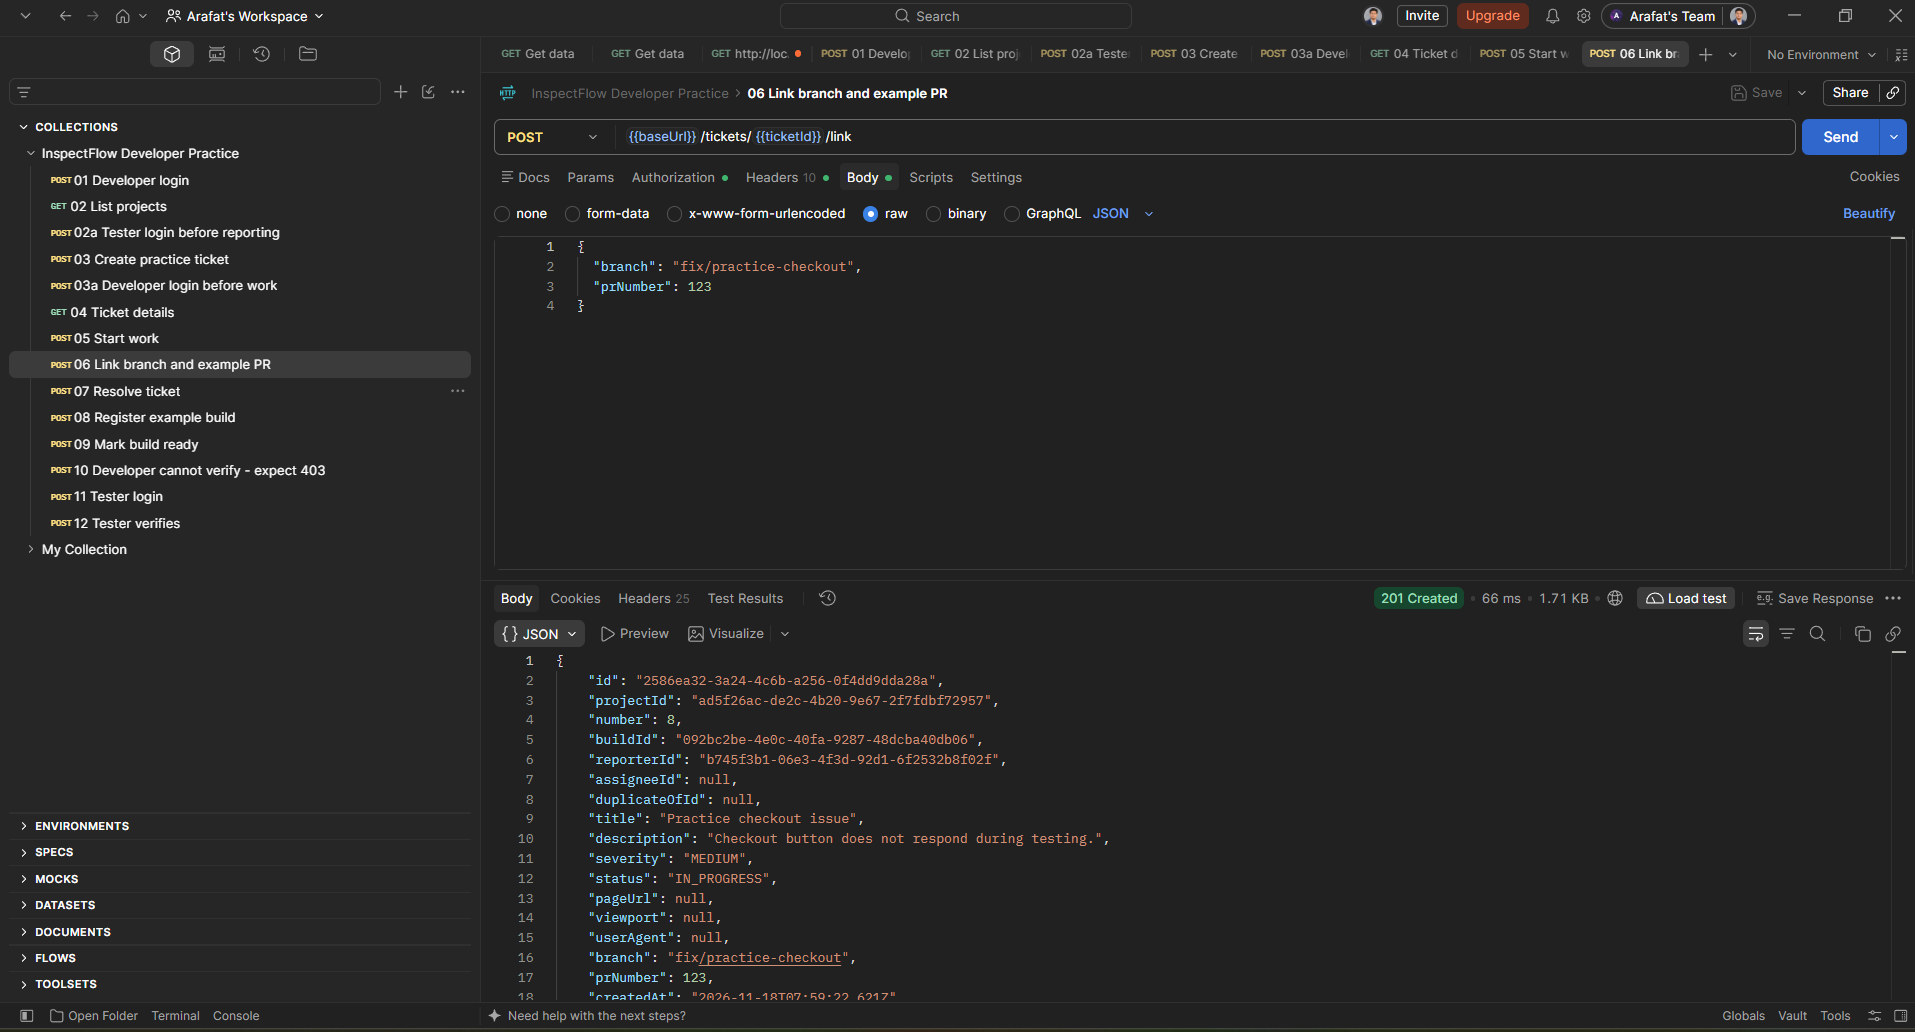 Arafat's Workspace
Search
Invite
Upgrade
A
Arafat's Team
GET Get data
GET Get data
GET http://loc.
POST 01 Develo
GET 02 List proj
POST 02a Teste
POST 03 Create
POST 03a Devel
GET 04 Ticket d
POST 05 Start w
POST 06 Link br
No Environment
HTTP
InspectFlow Developer Practice > 06 Link branch and example PR
Save
Share
COLLECTIONS
InspectFlow Developer Practice
POST 01 Developer login
GET 02 List projects
POST 02a Tester login before reporting
POST 03 Create practice ticket
POST 03a Developer login before work
GET 04 Ticket details
POST 05 Start work
POST 06 Link branch and example PR
POST 07 Resolve ticket
POST 08 Register example build
POST 09 Mark build ready
POST 10 Developer cannot verify - expect 403
POST 11 Tester login
POST 12 Tester verifies
My Collection
ENVIRONMENTS
SPECS
MOCKS
DATASETS
DOCUMENTS
FLOWS
TOOLSETS
POST
{{baseUrl}} /tickets/ {{ticketId}} /link
Send
Docs
Params
Authorization
Headers 10
Body
Scripts
Settings
Cookies
none
form-data
x-www-form-urlencoded
raw
binary
GraphQL
JSON
Beautify
1 {
2 "branch": "fix/practice-checkout",
3 "prNumber": 123
4 }
Body
Cookies
Headers 25
Test Results
201 Created
66 ms
1.71 KB
Load test
e.g. Save Response
{} JSON
Preview
Visualize
1 {
2 "id": "2586ea32-3a24-4c6b-a256-0f4dd9dda28a",
3 "projectId": "ad5f26ac-de2c-4b20-9e67-2f7fdbf72957",
4 "number": 8,
5 "buildId": "092bc2be-4e0c-40fa-9287-48dcba40db06",
6 "reporterId": "b745f3b1-06e3-4f3d-92d1-6f2532b8f02f",
7 "assigneeId": null,
8 "duplicateOfId": null,
9 "title": "Practice checkout issue",
10 "description": "Checkout button does not respond during testing.",
11 "severity": "MEDIUM",
12 "status": "IN_PROGRESS",
13 "pageUrl": null,
14 "viewport": null,
15 "userAgent": null,
16 "branch": "fix/practice-checkout",
17 "prNumber": 123,
18 "createdAt": "2026-11-18T07:59:22.621Z"
Open Folder
Terminal
Console
Need help with the next steps?
Globals
Vault
Tools